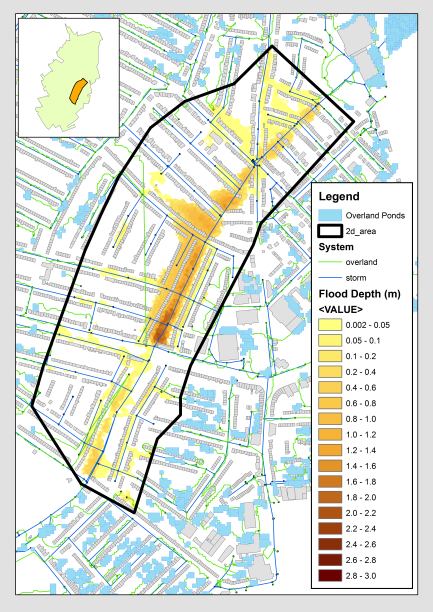 Legend
Overland Ponds
2d_area
System
overland
storm
Flood Depth (m)
<VALUE>
0.002 - 0.05
0.05 - 0.1
0.1 - 0.2
0.2 - 0.4
0.4 - 0.6
0.6 - 0.8
0.8 - 1.0
1.0 - 1.2
1.2 - 1.4
1.4 - 1.6
1.6 - 1.8
1.8 - 2.0
2.0 - 2.2
2.2 - 2.4
2.4 - 2.6
2.6 - 2.8
2.8 - 3.0